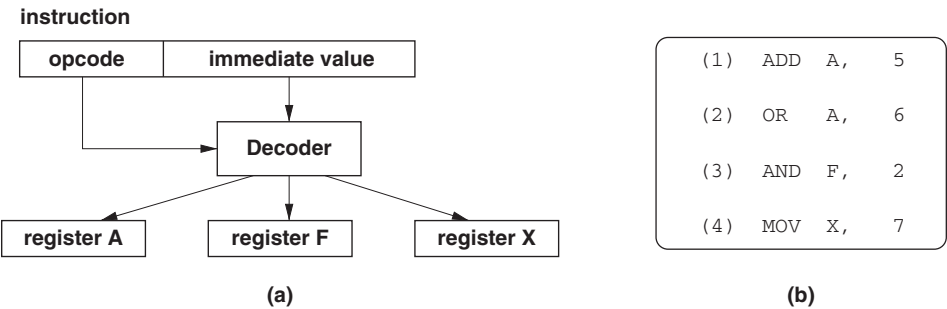 instruction
opcode immediate value
Decoder
register A register F register X
(a)
(1) ADD A, 5
(2) OR A, 6
(3) AND F, 2
(4) MOV X, 7
(b)